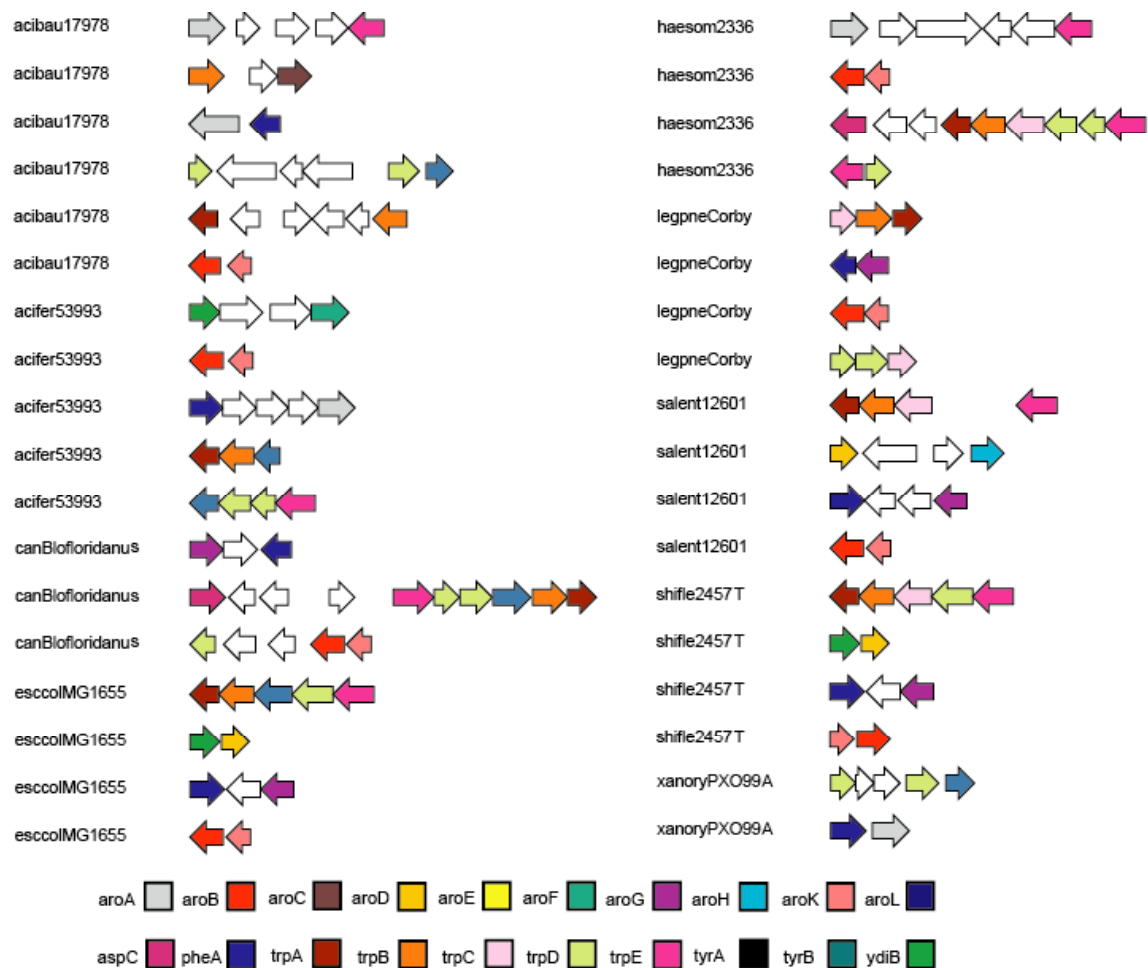 acibau17978
acibau17978
acibau17978
acibau17978
acibau17978
acibau17978
acifer53993
acifer53993
acifer53993
acifer53993
acifer53993
canBlofloridanus
canBlofloridanus
canBlofloridanus
esccolMG1655
esccolMG1655
esccolMG1655
esccolMG1655
haesom2336
haesom2336
haesom2336
haesom2336
legpneCorby
legpneCorby
legpneCorby
legpneCorby
salent12601
salent12601
salent12601
salent12601
shifle2457T
shifle2457T
shifle2457T
shifle2457T
xanoryPXO99A
xanoryPXO99A
aroA aroB aroC aroD aroE aroF aroG aroH aroK aroL
aspC pheA trpA trpB trpC trpD trpE tyrA tyrB ydiB